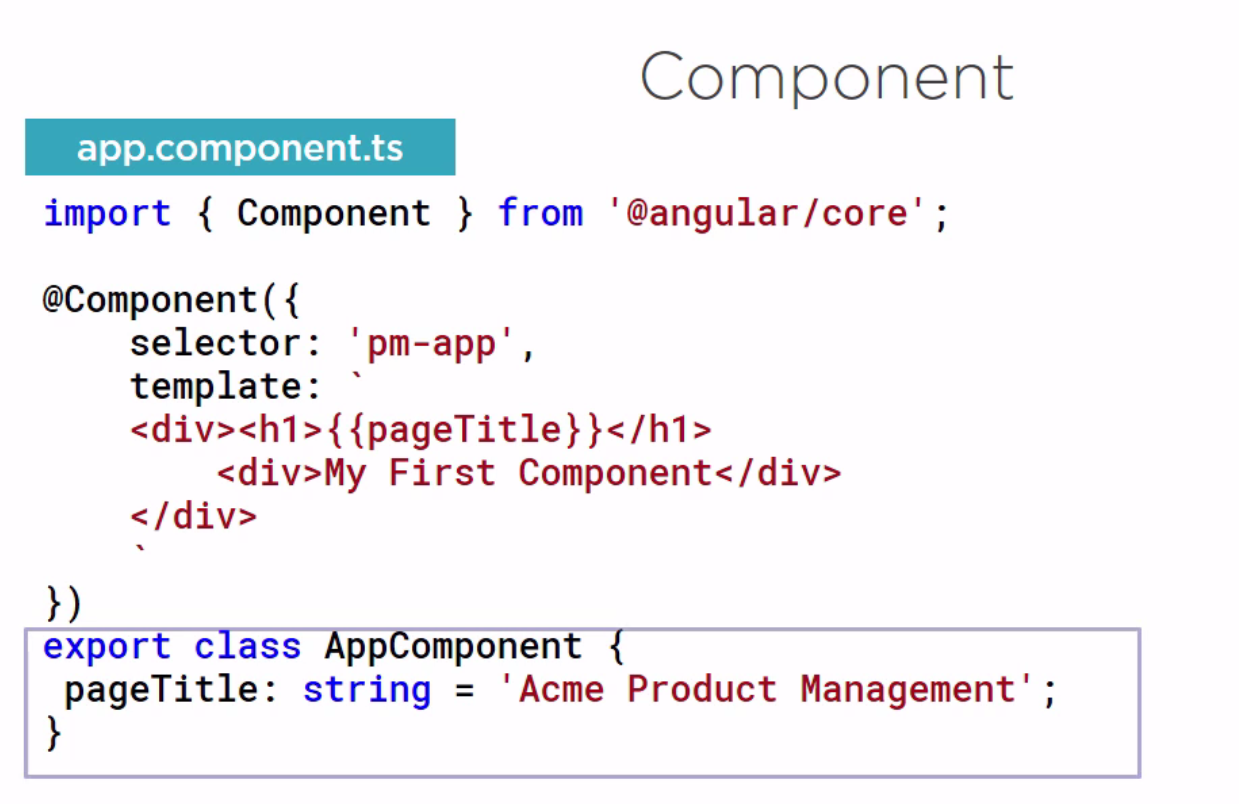 Component
app.component.ts
import { Component } from '@angular/core';
@Component({
    selector: 'pm-app',
    template: `
    <div><h1>{{pageTitle}}</h1>
        <div>My First Component</div>
    </div>
    `
})
export class AppComponent {
 pageTitle: string = 'Acme Product Management';
}